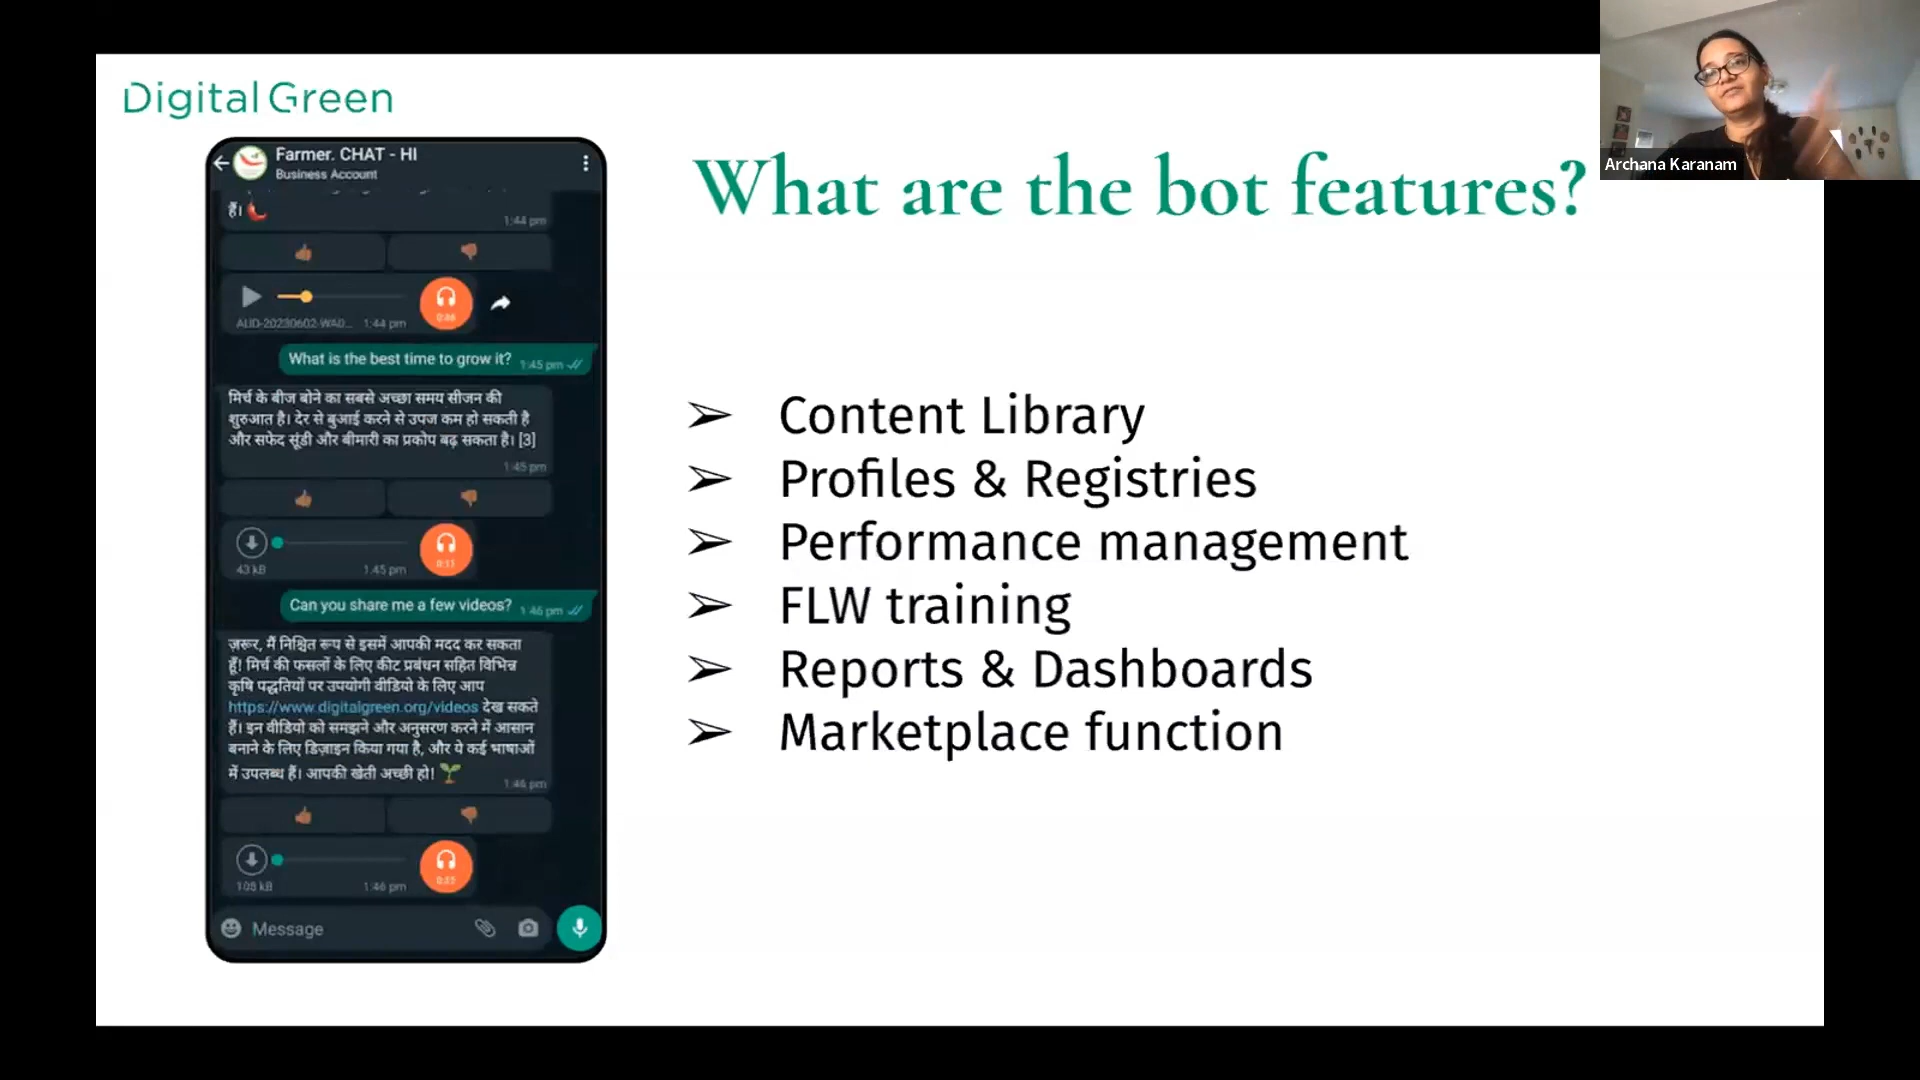 Digital Green
Farmer. CHAT - HI
Business Account
हैं।
1:44 pm
AUD-20230602-WA0...
1:44 pm
What is the best time to grow it?
1:45 pm
मिर्च के बीज बोने का सबसे अच्छा समय सीजन की
शुरुआत है। देर से बुआई करने से उपज कम हो सकती है
और सफेद सूंडी और बीमारी का प्रकोप बढ़ सकता है। [3]
1:45 pm
43 kB
1:45 pm
Can you share me a few videos?
1:46 pm
ज़रूर, मैं निश्चित रूप से इसमें आपकी मदद कर सकता
हूँ! मिर्च की फसलों के लिए कीट प्रबंधन सहित विभिन्न
कृषि पद्धतियों पर उपयोगी वीडियो के लिए आप
https://www.digitalgreen.org/videos देख सकते
हैं। इन वीडियो को समझने और अनुसरण करने में आसान
बनाने के लिए डिज़ाइन किया गया है, और ये कई भाषाओं
में उपलब्ध हैं। आपकी खेती अच्छी हो!
1:46 pm
108 kB
1:46 pm
Message
What are the bot features?
➢ Content Library
➢ Profiles & Registries
➢ Performance management
➢ FLW training
➢ Reports & Dashboards
➢ Marketplace function
Archana Karanam